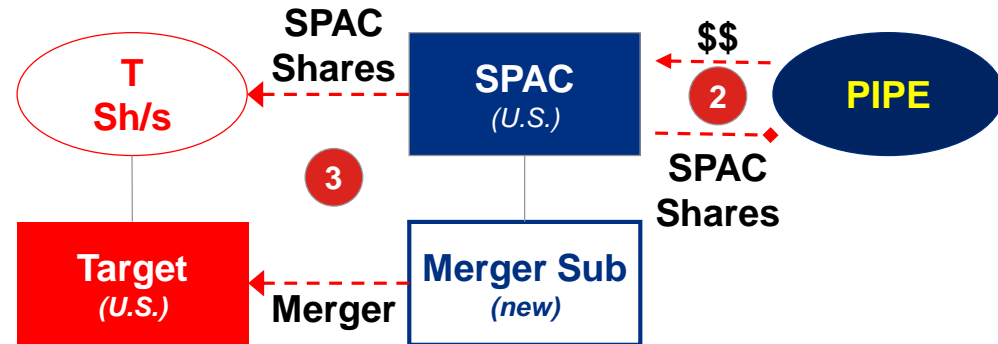 SPAC
Shares
$$
T
Sh/s
SPAC
(U.S.)
2
PIPE
3
SPAC
Shares
Target
(U.S.)
Merger
Merger Sub
(new)